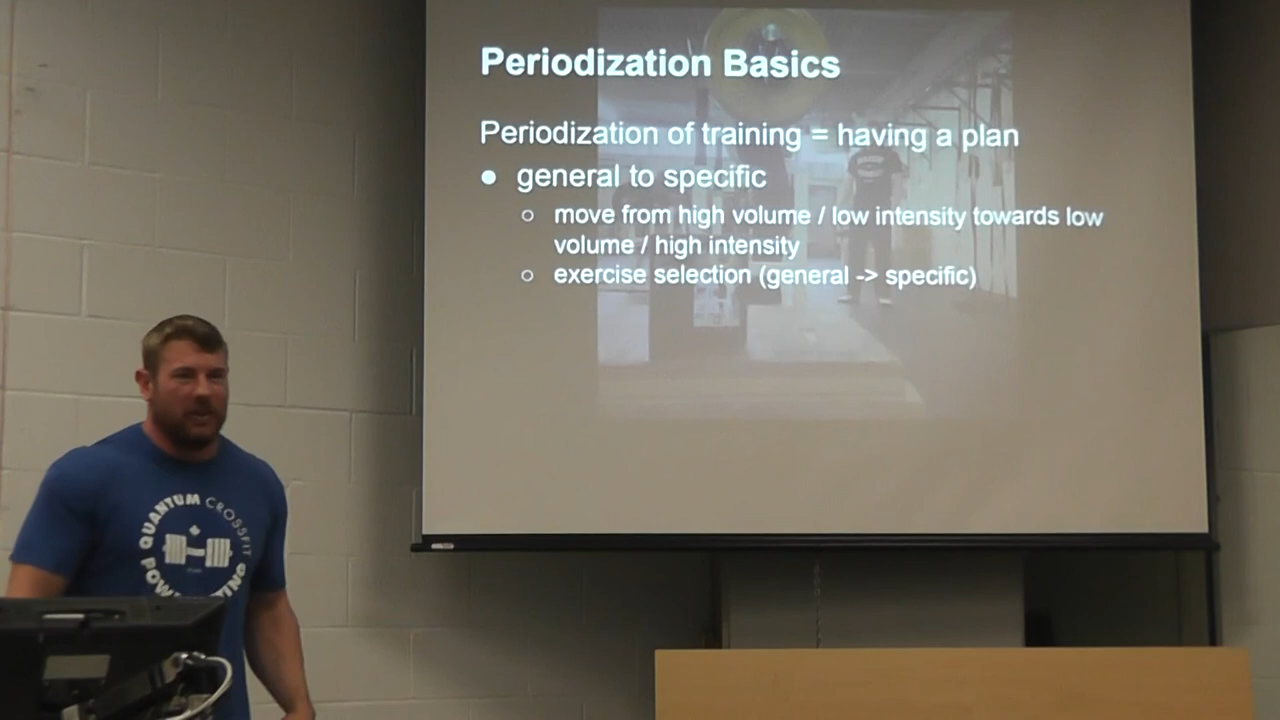 Periodization Basics
Periodization of training = having a plan
● general to specific
○ move from high volume / low intensity towards low
volume / high intensity
○ exercise selection (general -> specific)
QUANTUM CROSSFIT